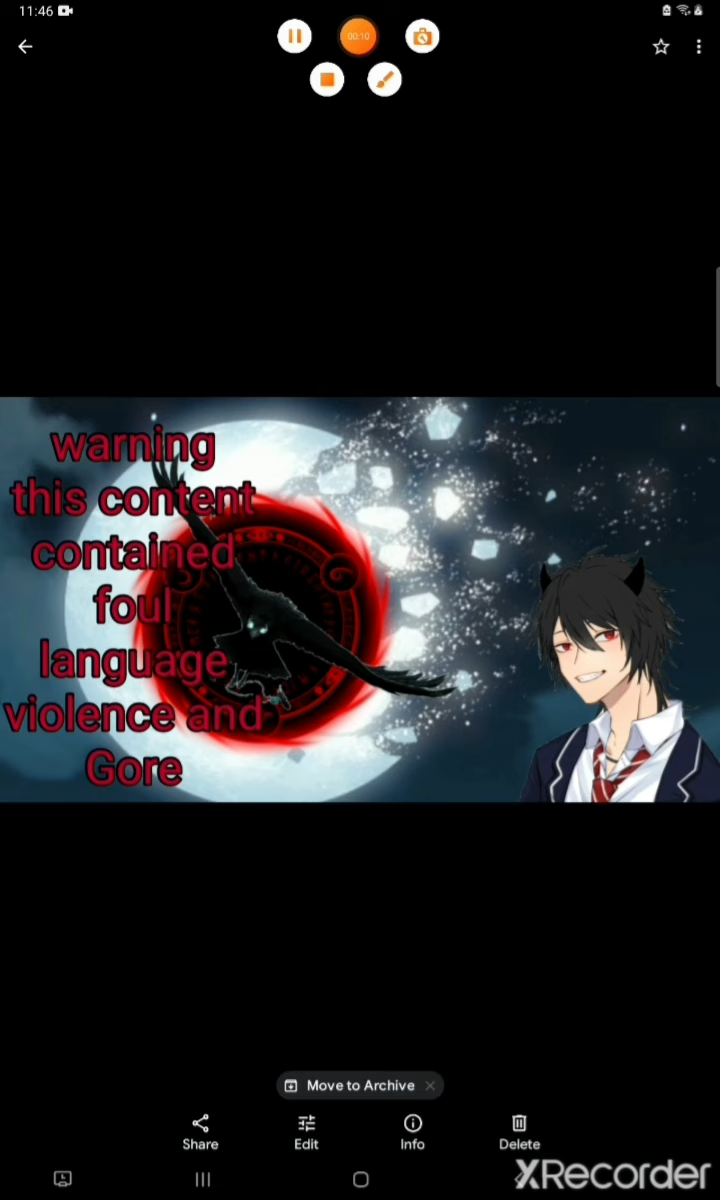 11:46
00:10
warning
this content
contained
foul
language
violence and
Gore
Move to Archive
Share Edit Info Delete
XRecorder